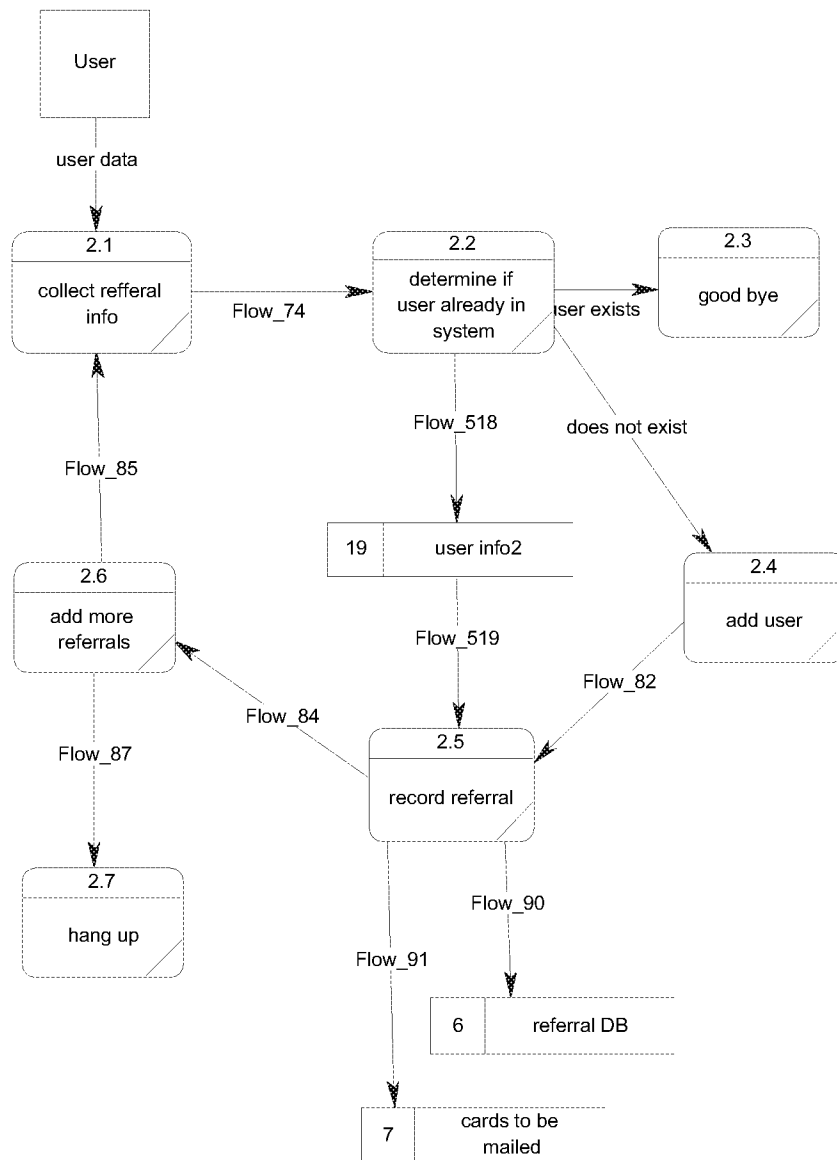 User
user data
2.1
collect refferal
info
Flow_74
2.2
determine if
user already in
system
user exists
2.3
good bye
Flow_518
does not exist
Flow_85
19
user info2
2.4
add user
2.6
add more
referrals
Flow_519
Flow_82
Flow_84
2.5
record referral
Flow_87
2.7
hang up
Flow_90
Flow_91
6
referral DB
7
cards to be
mailed